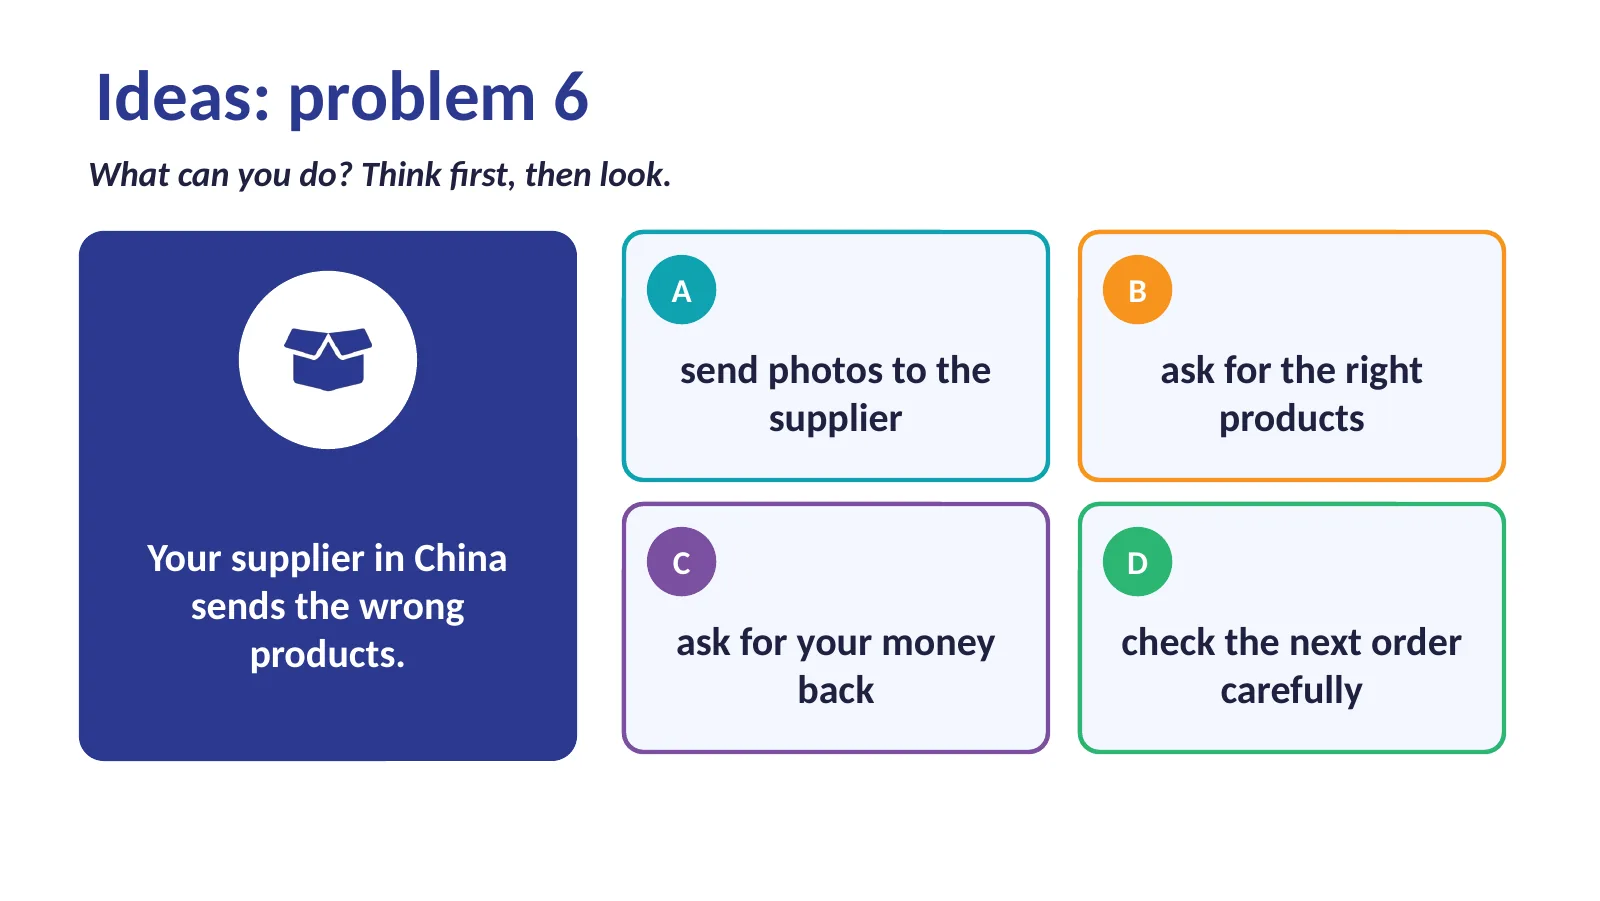 Ideas: problem 6
What can you do? Think first, then look.
Your supplier in China
sends the wrong
products.
A
send photos to the
supplier
B
ask for the right
products
C
ask for your money
back
D
check the next order
carefully